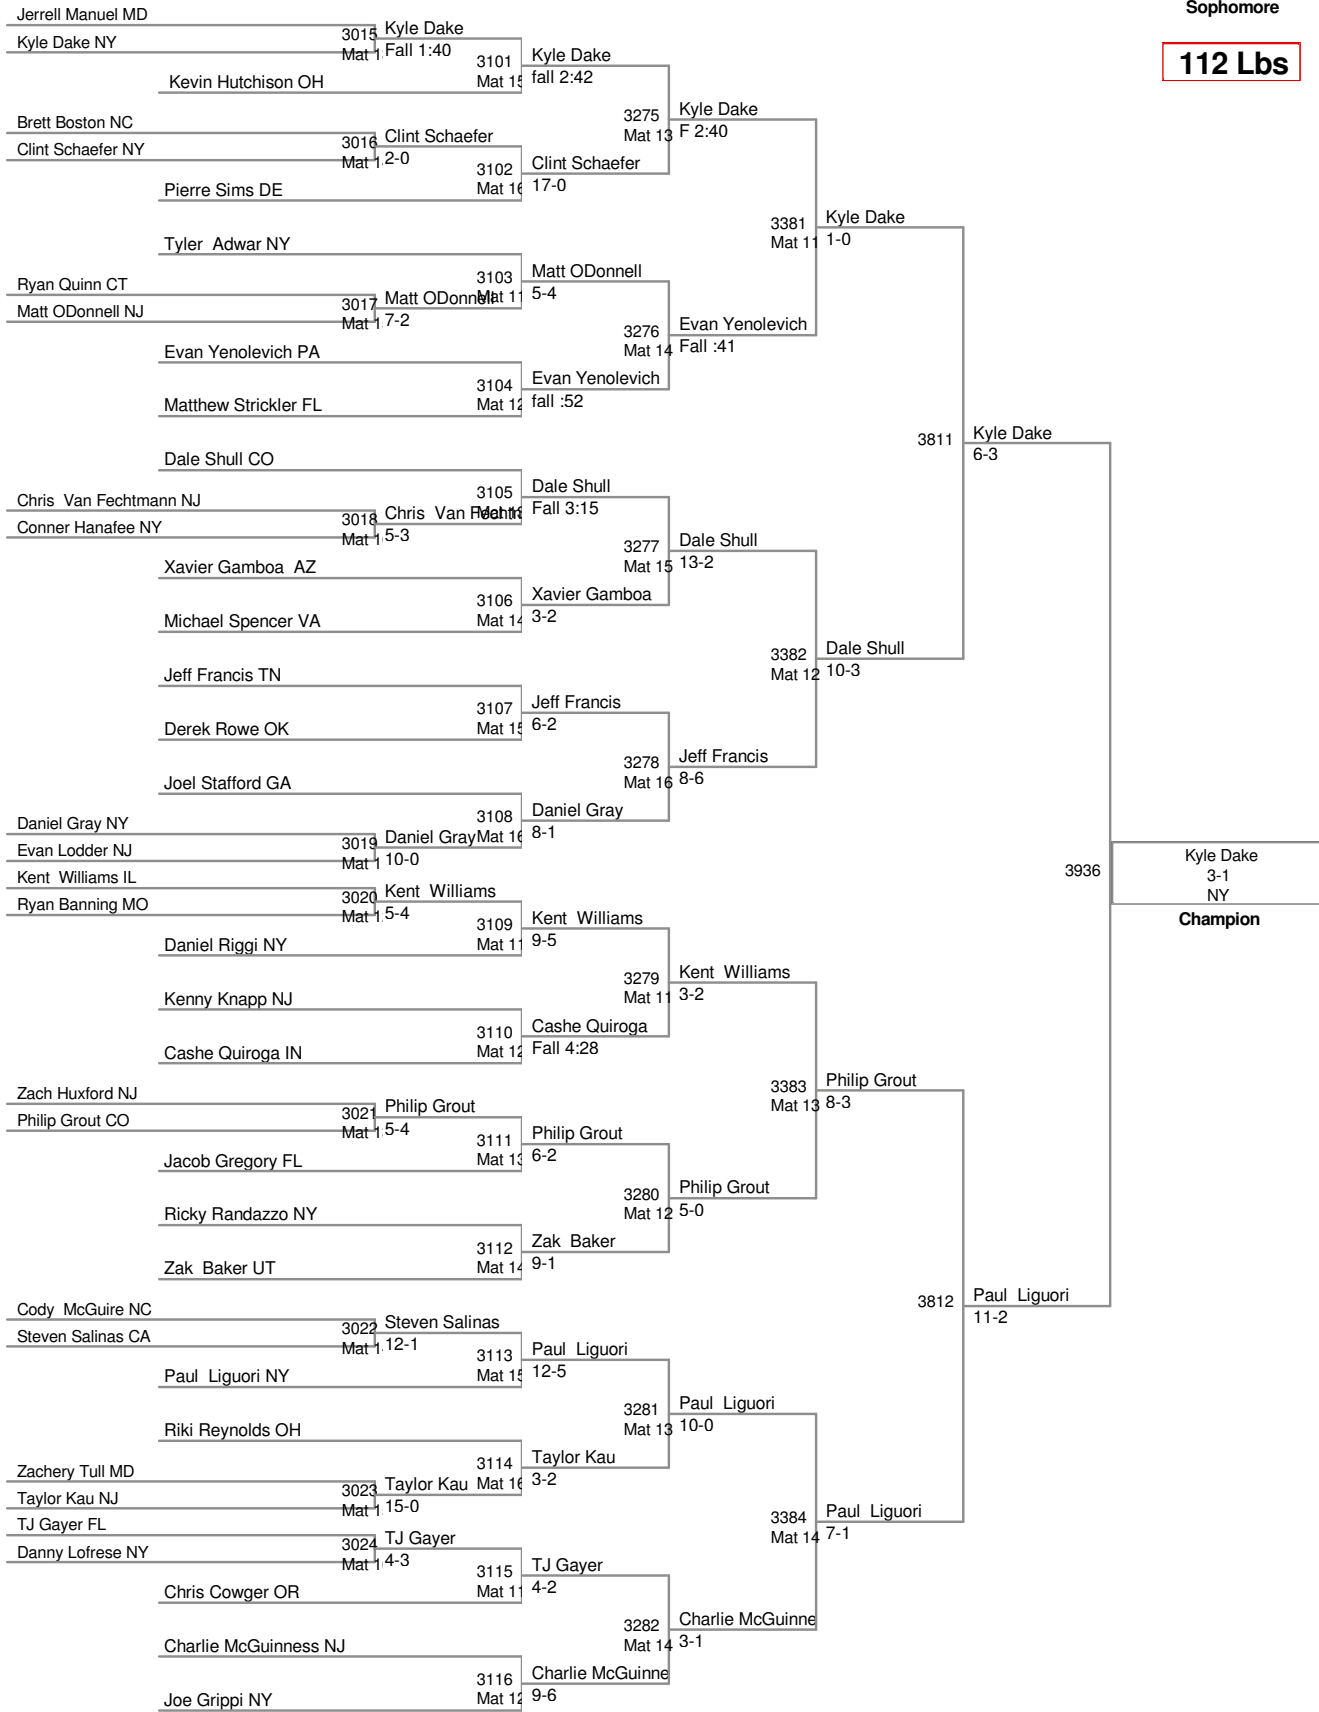 Sophomore
112 Lbs
Jerrell Manuel MD
Kyle Dake NY
3015
Mat 1
Kyle Dake
Fall 1:40
Kevin Hutchison OH
3101
Mat 15
Kyle Dake
fall 2:42
Brett Boston NC
Clint Schaefer NY
3016
Mat 1
Clint Schaefer
2-0
Pierre Sims DE
3102
Mat 16
Clint Schaefer
17-0
3275
Mat 13
Kyle Dake
F 2:40
Tyler Adwar NY
Ryan Quinn CT
Matt ODonnell NJ
3017
Mat 1
Matt ODonnell
7-2
3103
Mat 11
Matt ODonnell
5-4
Evan Yenolevich PA
Matthew Strickler FL
3104
Mat 12
Evan Yenolevich
fall :52
3276
Mat 14
Evan Yenolevich
Fall :41
3381
Mat 11
Kyle Dake
1-0
Dale Shull CO
Chris Van Fechtmann NJ
Conner Hanafee NY
3018
Mat 1
Chris Van Fechtn
5-3
3105
Mat 13
Dale Shull
Fall 3:15
Xavier Gamboa AZ
Michael Spencer VA
3106
Mat 14
Xavier Gamboa
3-2
3277
Mat 15
Dale Shull
13-2
Jeff Francis TN
Derek Rowe OK
3107
Mat 15
Jeff Francis
6-2
Joel Stafford GA
Daniel Gray NY
Evan Lodder NJ
3019
Mat 1
Daniel Gray
10-0
3108
Mat 16
Daniel Gray
8-1
3278
Mat 16
Jeff Francis
8-6
3382
Mat 12
Dale Shull
10-3
3811
Kyle Dake
6-3
Kent Williams IL
Ryan Banning MO
3020
Mat 1
Kent Williams
5-4
Daniel Riggi NY
3109
Mat 11
Kent Williams
9-5
Kenny Knapp NJ
Cashe Quiroga IN
3110
Mat 12
Cashe Quiroga
Fall 4:28
3279
Mat 11
Kent Williams
3-2
Zach Huxford NJ
Philip Grout CO
3021
Mat 1
Philip Grout
5-4
Jacob Gregory FL
3111
Mat 13
Philip Grout
6-2
Ricky Randazzo NY
Zak Baker UT
3112
Mat 14
Zak Baker
9-1
3280
Mat 12
Philip Grout
5-0
3383
Mat 13
Philip Grout
8-3
Cody McGuire NC
Steven Salinas CA
3022
Mat 1
Steven Salinas
12-1
Paul Liguori NY
3113
Mat 15
Paul Liguori
12-5
Riki Reynolds OH
Zachery Tull MD
Taylor Kau NJ
3023
Mat 1
Taylor Kau
15-0
3114
Mat 16
Taylor Kau
3-2
3281
Mat 13
Paul Liguori
10-0
TJ Gayer FL
Danny Lofrese NY
3024
Mat 1
TJ Gayer
4-3
Chris Cowger OR
3115
Mat 11
TJ Gayer
4-2
Charlie McGuinness NJ
Joe Grippi NY
3116
Mat 12
Charlie McGuinne
9-6
3282
Mat 14
Charlie McGuinne
3-1
3384
Mat 14
Paul Liguori
7-1
3812
Paul Liguori
11-2
3936
Kyle Dake
3-1
NY
Champion